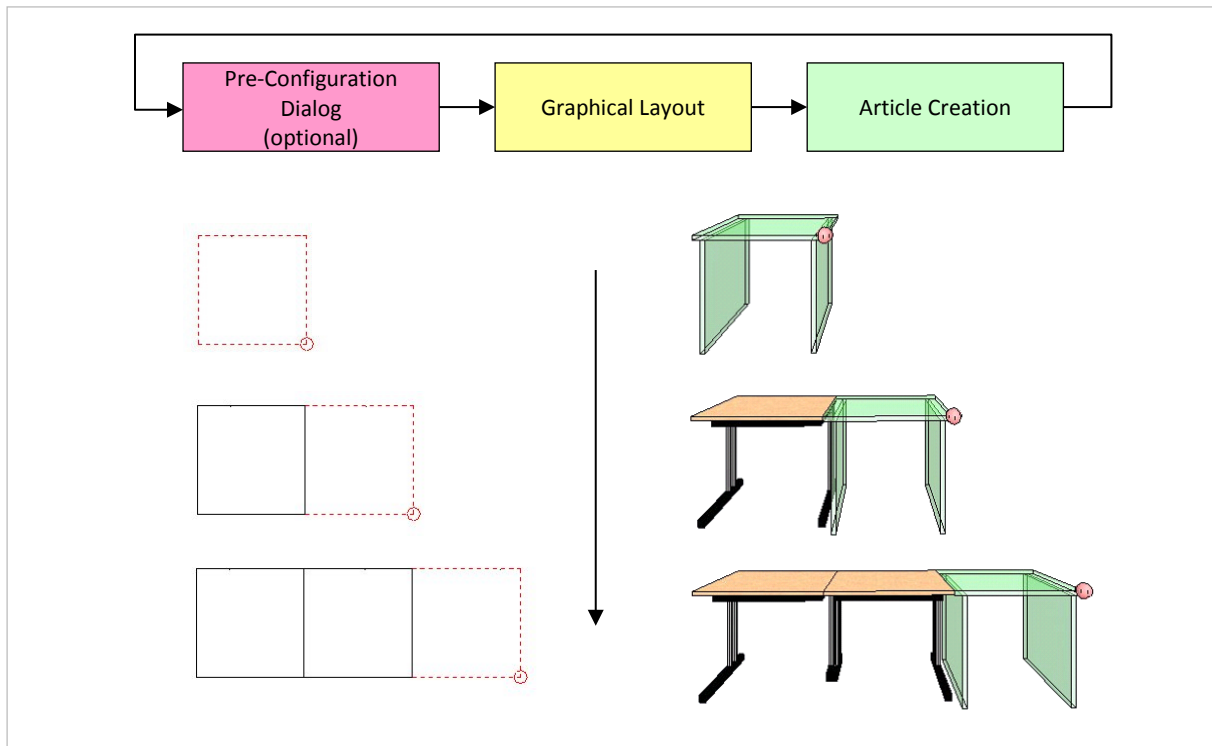 Pre-Configuration
Dialog
(optional)
Graphical Layout
Article Creation